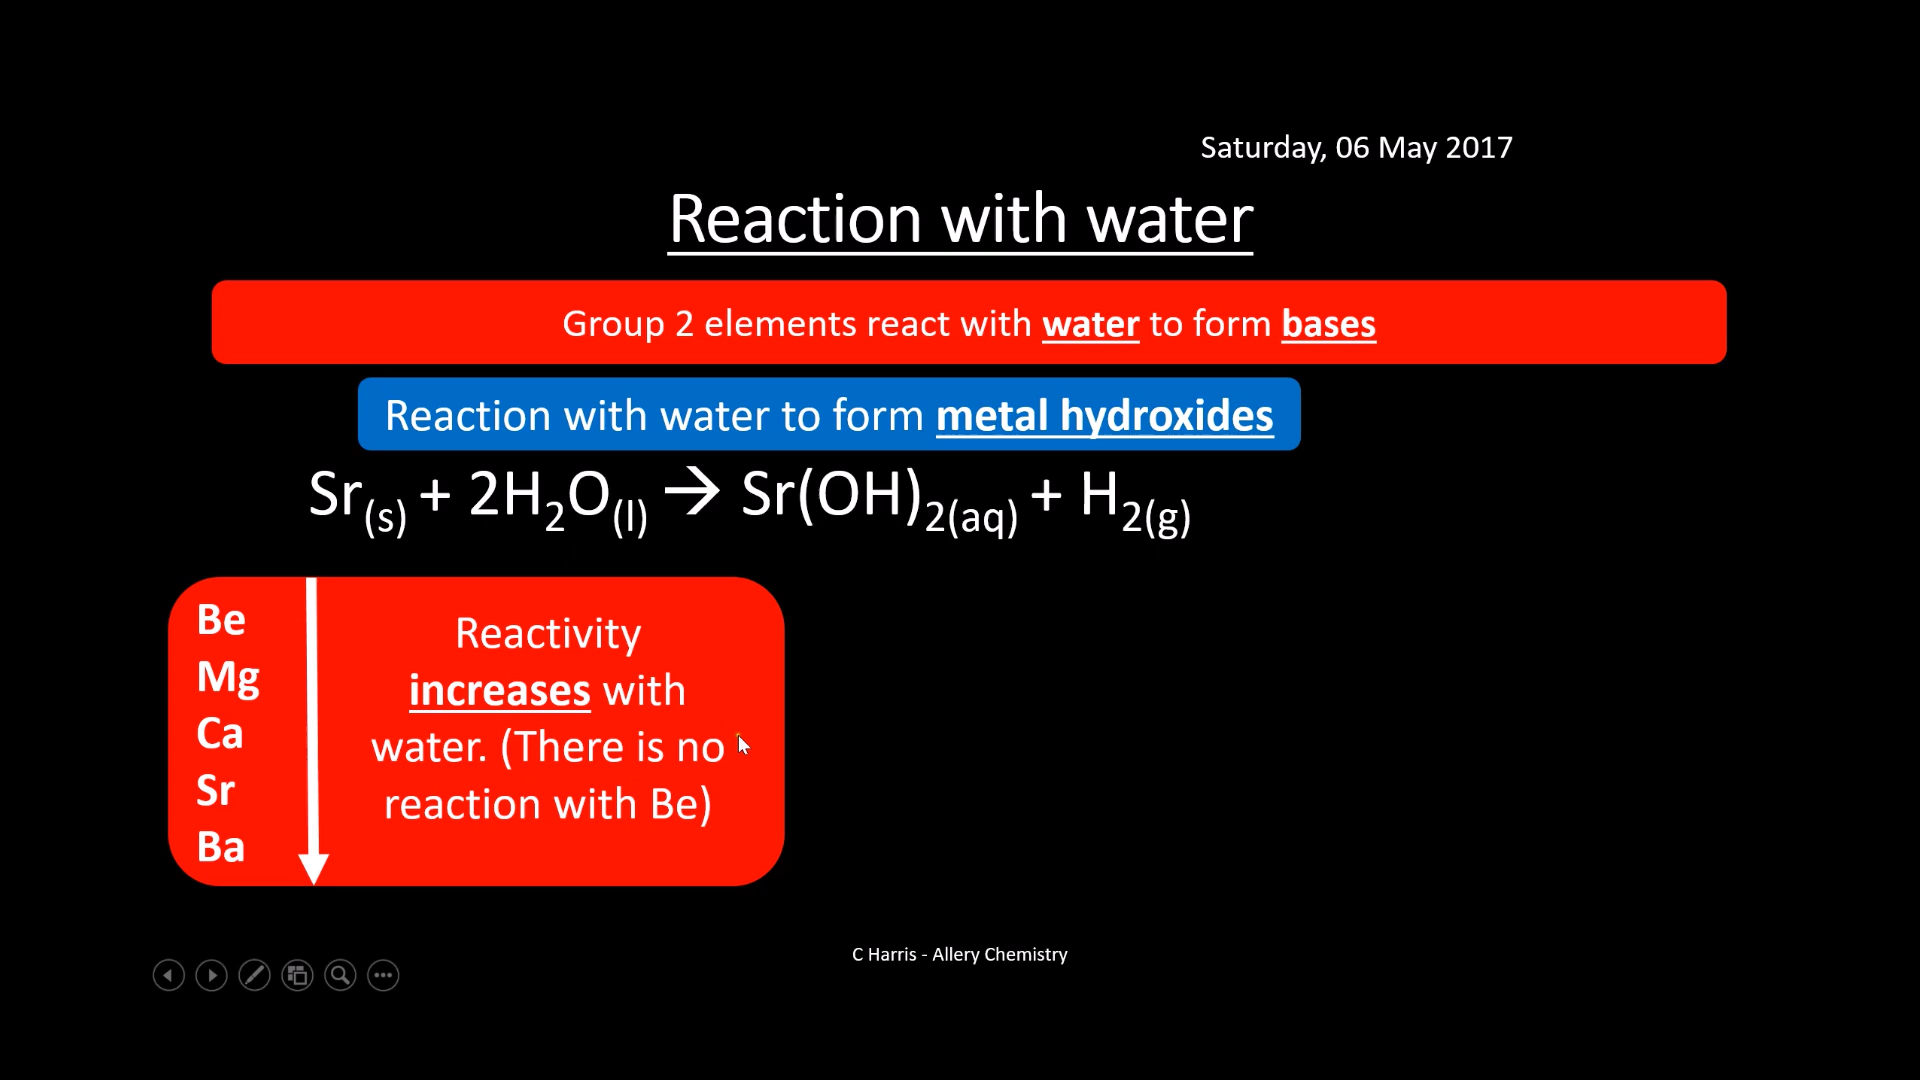 Saturday, 06 May 2017
Reaction with water
Group 2 elements react with water to form bases
Reaction with water to form metal hydroxides
Sr(s) + 2H₂O(l) → Sr(OH)₂(aq) + H₂(g)
Be
Mg
Ca
Sr
Ba
Reactivity
increases with
water. (There is no
reaction with Be)
C Harris - Allery Chemistry